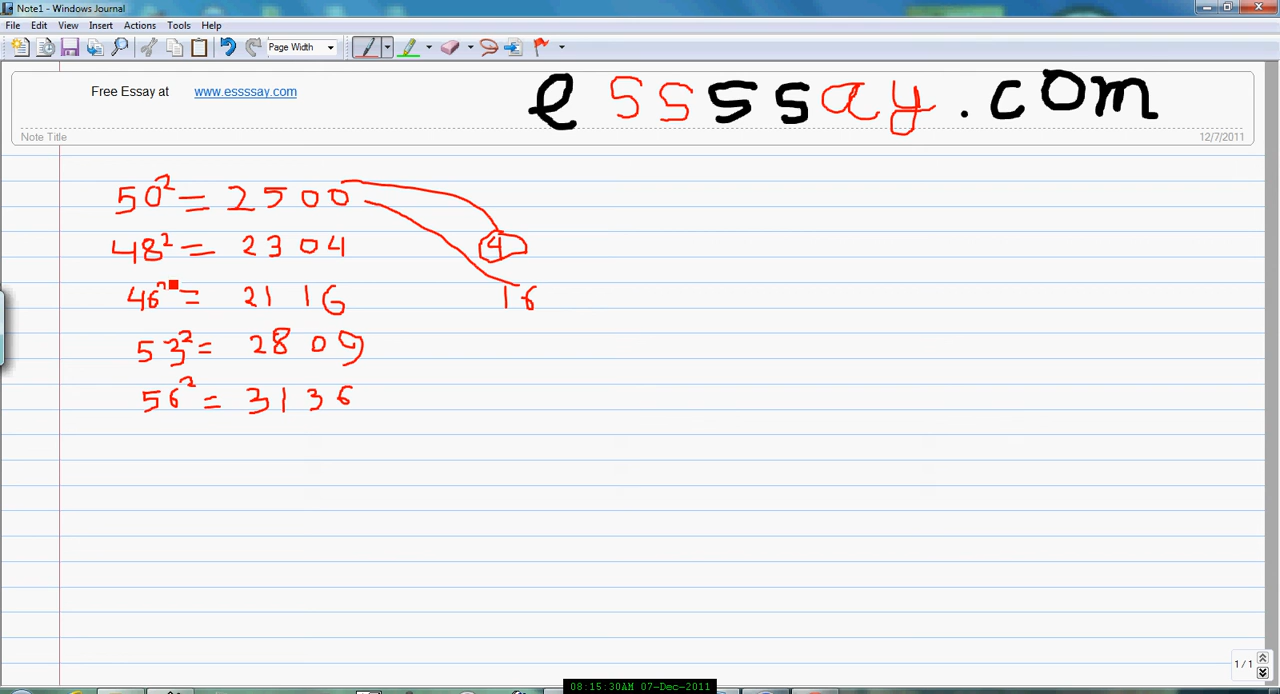 Note1 - Windows Journal
File Edit View Insert Actions Tools Help
Page Width
Free Essay at www.essssay.com
e ssssay.com
Note Title
12/7/2011
50² = 2500
48² = 2304
4
46² = 2116
16
53² = 2809
56² = 3136
1/1
08:15:30AM 07-Dec-2011